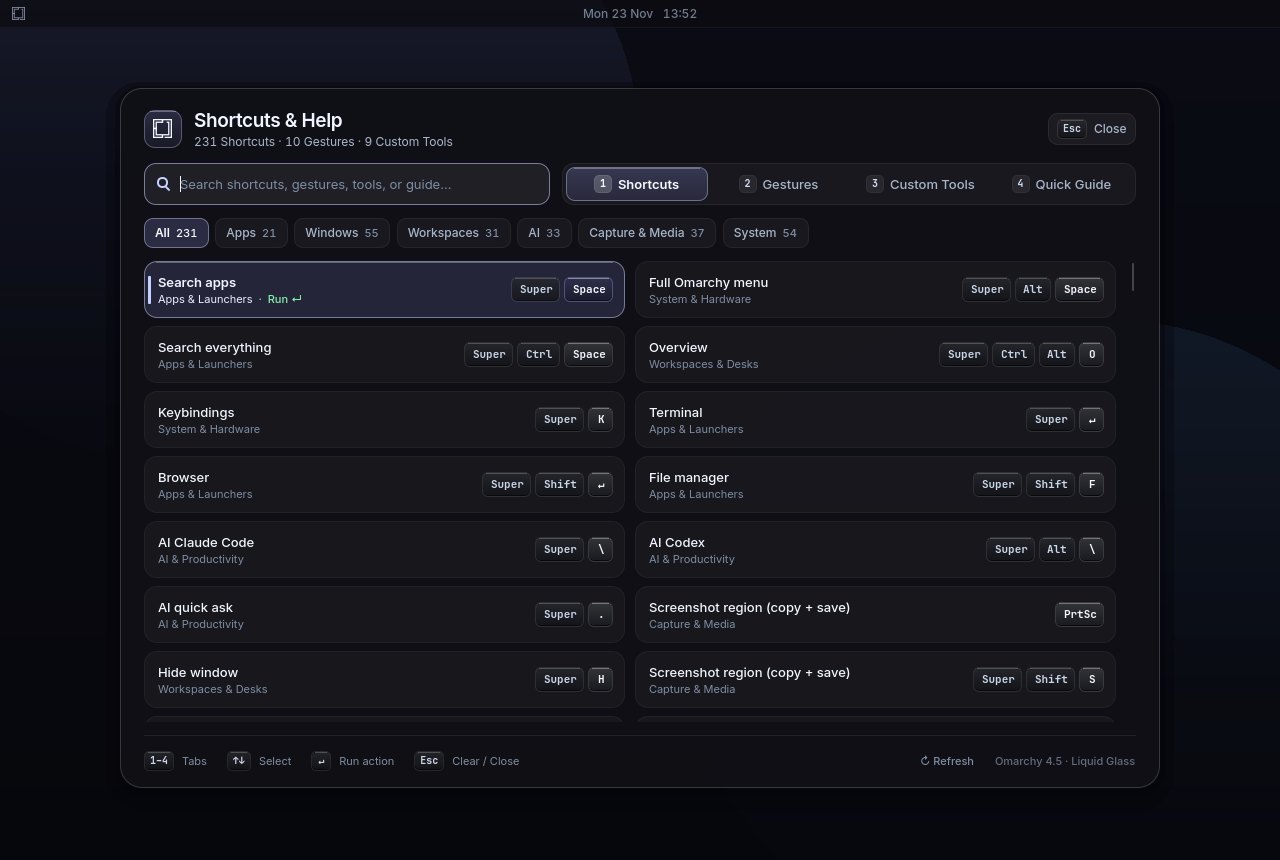 Mon 23 Nov 13:52
Shortcuts & Help
231 Shortcuts · 10 Gestures · 9 Custom Tools
Esc Close
Search shortcuts, gestures, tools, or guide...
1 Shortcuts 2 Gestures 3 Custom Tools 4 Quick Guide
All 231 Apps 21 Windows 55 Workspaces 31 AI 33 Capture & Media 37 System 54
Search apps
Apps & Launchers · Run ↵
Super Space
Full Omarchy menu
System & Hardware
Super Alt Space
Search everything
Apps & Launchers
Super Ctrl Space
Overview
Workspaces & Desks
Super Ctrl Alt O
Keybindings
System & Hardware
Super K
Terminal
Apps & Launchers
Super ↵
Browser
Apps & Launchers
Super Shift ↵
File manager
Apps & Launchers
Super Shift F
AI Claude Code
AI & Productivity
Super \
AI Codex
AI & Productivity
Super Alt \
AI quick ask
AI & Productivity
Super .
Screenshot region (copy + save)
Capture & Media
PrtSc
Hide window
Workspaces & Desks
Super H
Screenshot region (copy + save)
Capture & Media
Super Shift S
1–4 Tabs ↑↓ Select ↵ Run action Esc Clear / Close
↻ Refresh Omarchy 4.5 · Liquid Glass